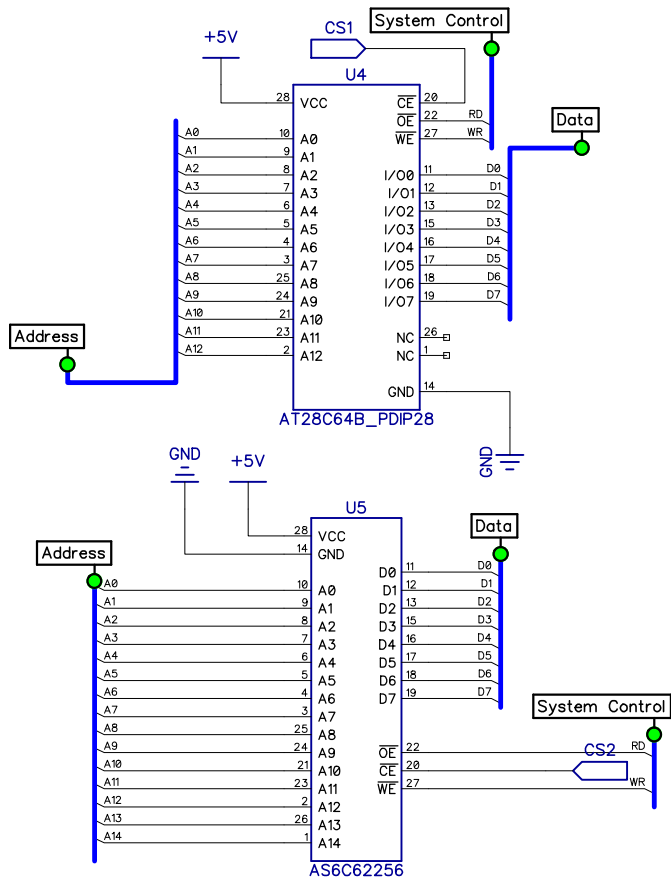 System Control
CS1
+5V
U4
28 VCC C̅E̅ 20
O̅E̅ 22 RD
W̅E̅ 27 WR
Data
A0 10 A0
A1 9 A1
A2 8 A2 I/O0 11 D0
A3 7 A3 I/O1 12 D1
A4 6 A4 I/O2 13 D2
A5 5 A5 I/O3 15 D3
A6 4 A6 I/O4 16 D4
A7 3 A7 I/O5 17 D5
A8 25 A8 I/O6 18 D6
A9 24 A9 I/O7 19 D7
A10 21 A10
A11 23 A11 NC 26
A12 2 A12 NC 1
Address
GND 14
AT28C64B_PDIP28
GND
GND
+5V
U5
Data
28 VCC
14 GND
Address
D0 11 D0
A0 10 A0 D1 12 D1
A1 9 A1 D2 13 D2
A2 8 A2 D3 15 D3
A3 7 A3 D4 16 D4
A4 6 A4 D5 17 D5
A5 5 A5 D6 18 D6
A6 4 A6 D7 19 D7
A7 3 A7
A8 25 A8
System Control
A9 24 A9 O̅E̅ 22 RD
CS2
A10 21 A10 C̅E̅ 20
A11 23 A11 W̅E̅ 27 WR
A12 2 A12
A13 26 A13
A14 1 A14
AS6C62256